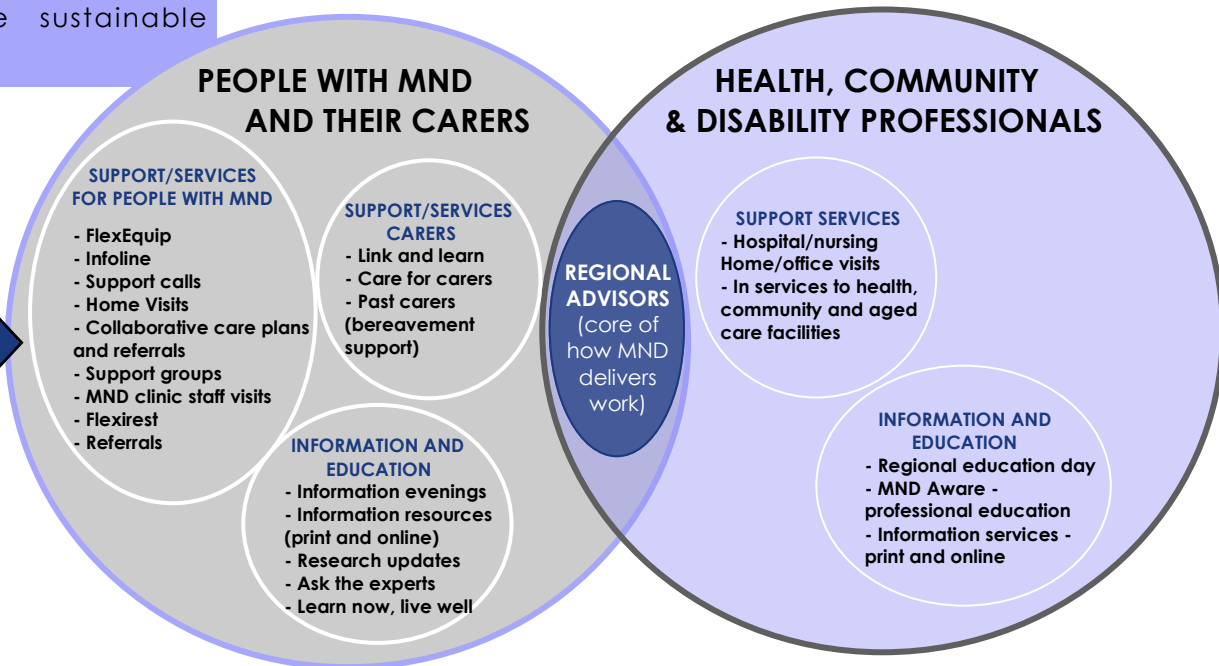 sustainable
PEOPLE WITH MND
AND THEIR CARERS
SUPPORT/SERVICES
FOR PEOPLE WITH MND
- FlexEquip
- Infoline
- Support calls
- Home Visits
- Collaborative care plans
and referrals
- Support groups
- MND clinic staff visits
- Flexirest
- Referrals
SUPPORT/SERVICES
CARERS
- Link and learn
- Care for carers
- Past carers
(bereavement
support)
INFORMATION AND
EDUCATION
- Information evenings
- Information resources
(print and online)
- Research updates
- Ask the experts
- Learn now, live well
REGIONAL
ADVISORS
(core of
how MND
delivers
work)
HEALTH, COMMUNITY
& DISABILITY PROFESSIONALS
SUPPORT SERVICES
- Hospital/nursing
Home/office visits
- In services to health,
community and aged
care facilities
INFORMATION AND
EDUCATION
- Regional education day
- MND Aware -
professional education
- Information services -
print and online